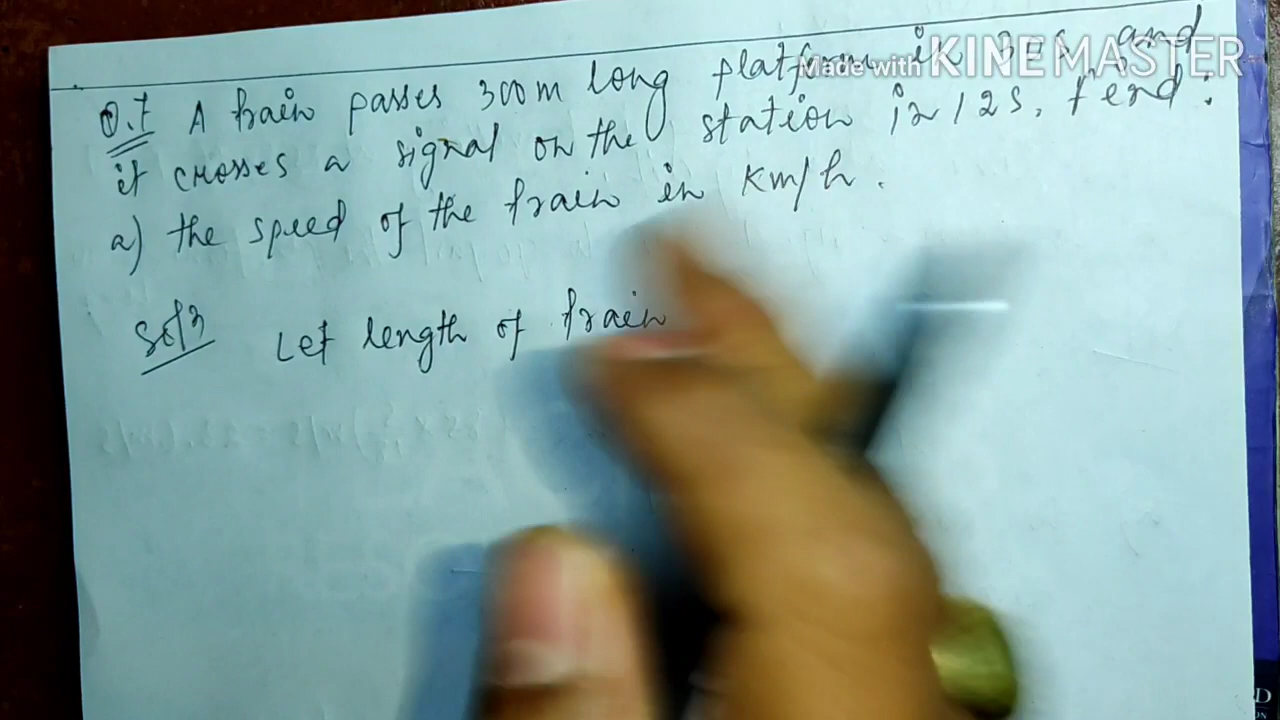 Q.7 A train passes 300m long platform in and
it crosses a signal on the station in 12s. Find:
a) the speed of the train in km/h.
Soln Let length of train
Made with KINEMASTER